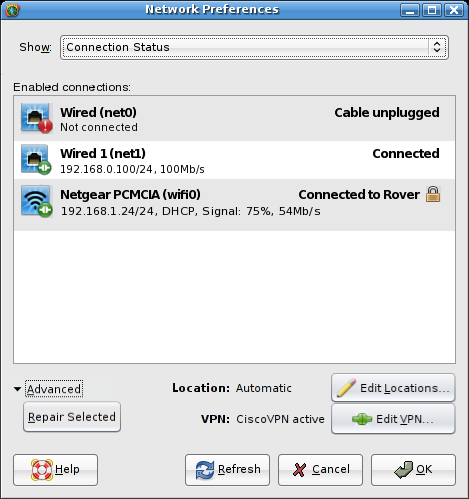 Network Preferences
Show: Connection Status
Enabled connections:
Wired (net0) Cable unplugged
Not connected
Wired 1 (net1) Connected
192.168.0.100/24, 100Mb/s
Netgear PCMCIA (wifi0) Connected to Rover
192.168.1.24/24, DHCP, Signal: 75%, 54Mb/s
Advanced Location: Automatic Edit Locations...
Repair Selected VPN: CiscoVPN active Edit VPN...
Help Refresh Cancel OK